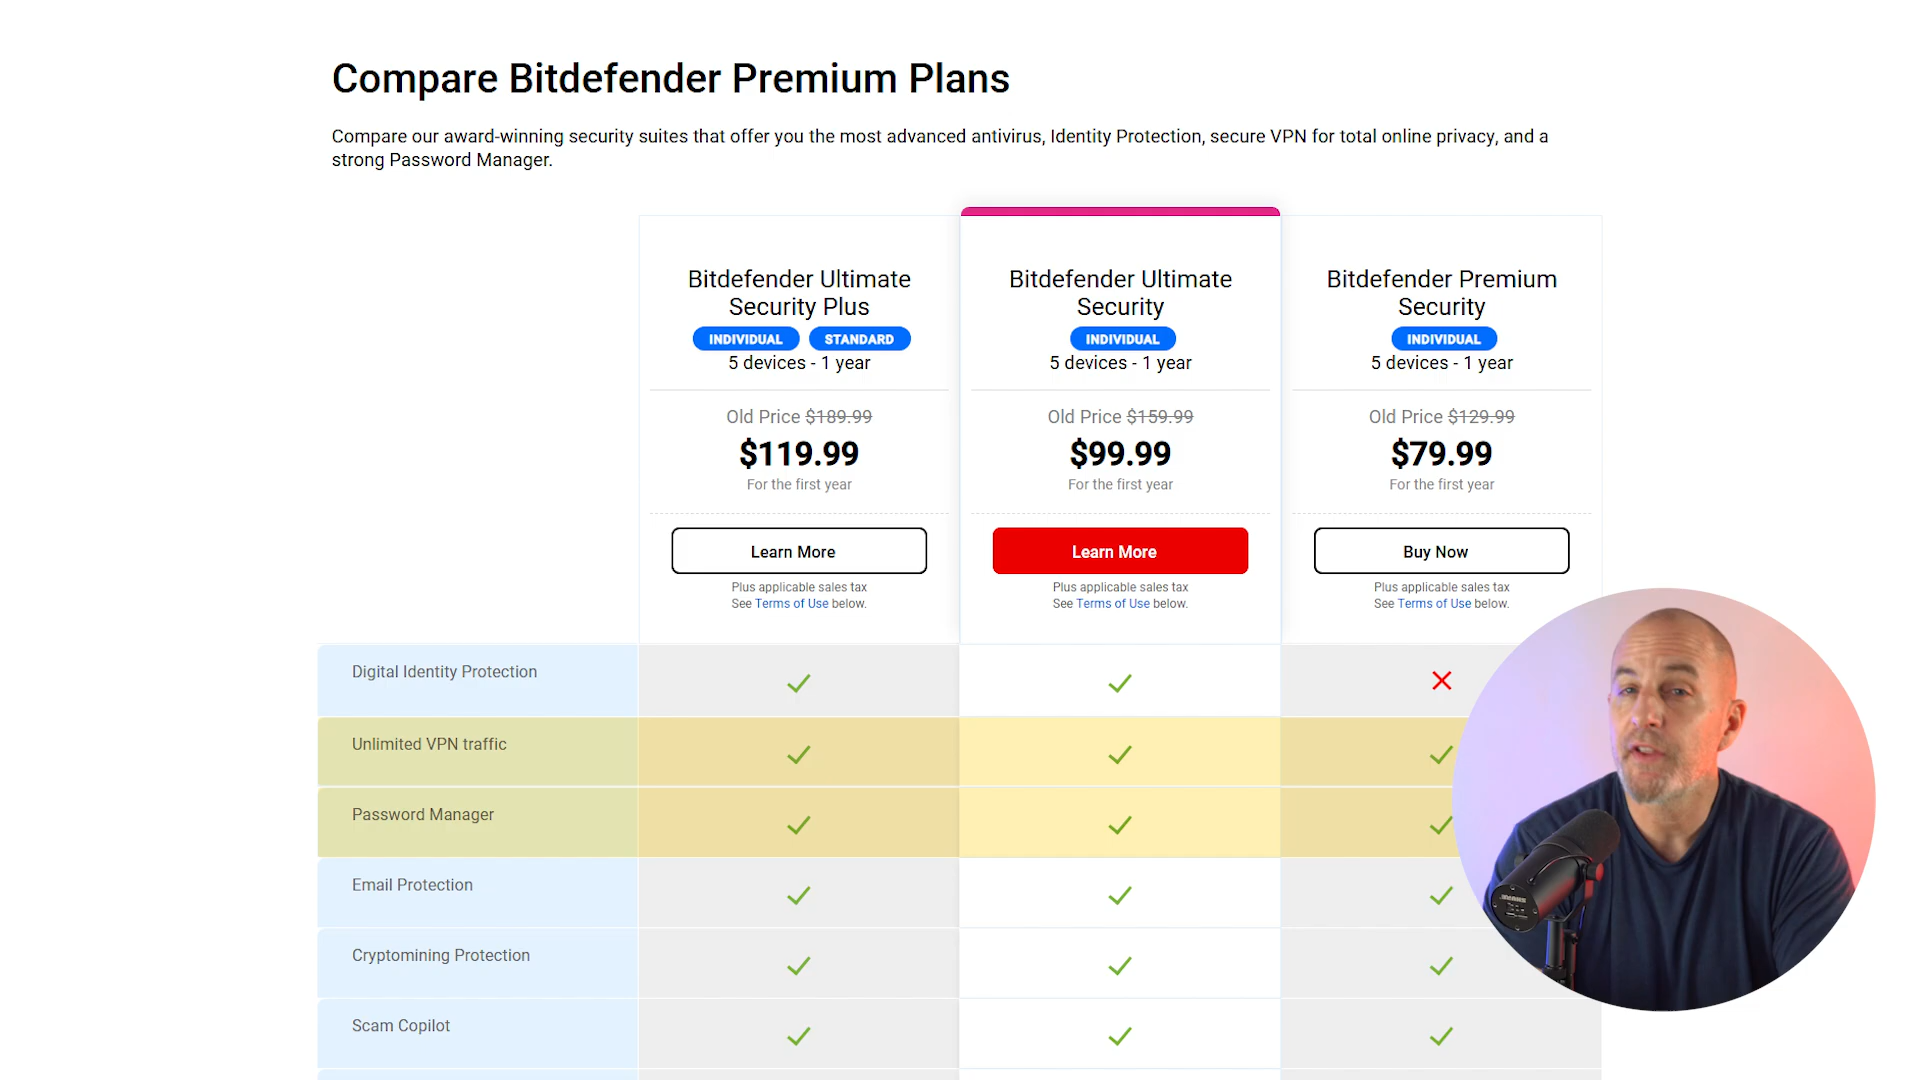 Compare Bitdefender Premium Plans
Compare our award-winning security suites that offer you the most advanced antivirus, Identity Protection, secure VPN for total online privacy, and a
strong Password Manager.
Bitdefender Ultimate
Security Plus
INDIVIDUAL STANDARD
5 devices - 1 year
Old Price $189.99
$119.99
For the first year
Learn More
Plus applicable sales tax
See Terms of Use below.
Bitdefender Ultimate
Security
INDIVIDUAL
5 devices - 1 year
Old Price $159.99
$99.99
For the first year
Learn More
Plus applicable sales tax
See Terms of Use below.
Bitdefender Premium
Security
INDIVIDUAL
5 devices - 1 year
Old Price $129.99
$79.99
For the first year
Buy Now
Plus applicable sales tax
See Terms of Use below.
Digital Identity Protection
Unlimited VPN traffic
Password Manager
Email Protection
Cryptomining Protection
Scam Copilot